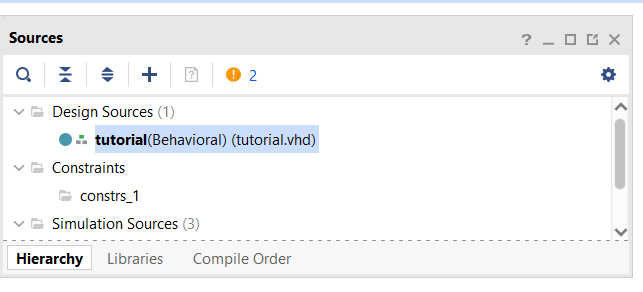 Sources
? 
2
Design Sources (1)
tutorial(Behavioral) (tutorial.vhd)
Constraints
constrs_1
Simulation Sources (3)
Hierarchy Libraries Compile Order